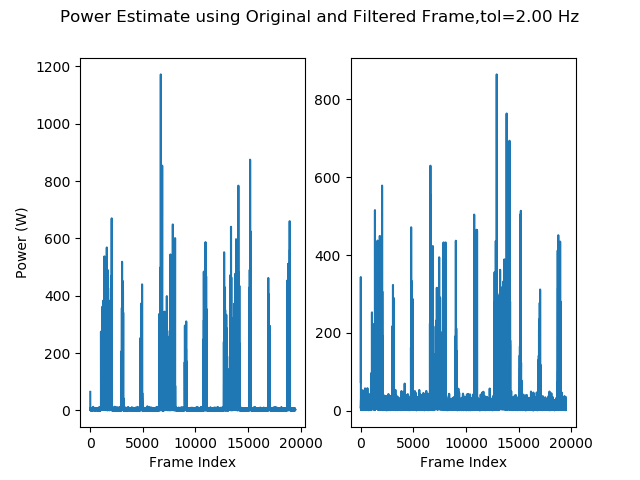 Power Estimate using Original and Filtered Frame,tol=2.00 Hz
1200
1000
800
600
400
200
0
Power (W)
0 5000 10000 15000 20000
Frame Index
800
600
400
200
0
0 5000 10000 15000 20000
Frame Index